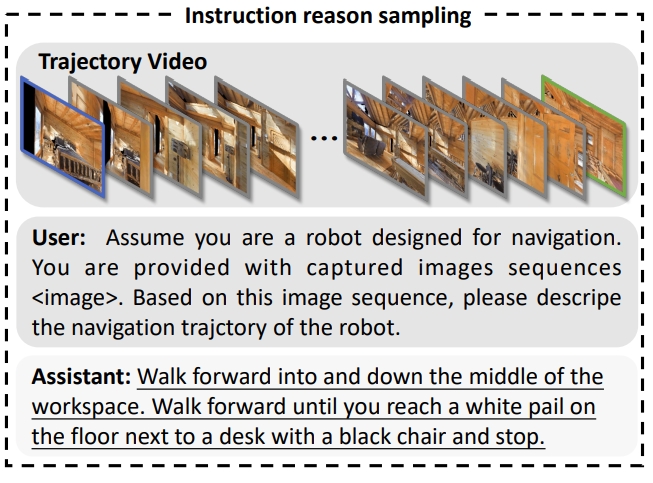 Instruction reason sampling
Trajectory Video
...
User: Assume you are a robot designed for navigation.
You are provided with captured images sequences
<image>. Based on this image sequence, please descripe
the navigation trajctory of the robot.
Assistant: Walk forward into and down the middle of the
workspace. Walk forward until you reach a white pail on
the floor next to a desk with a black chair and stop.